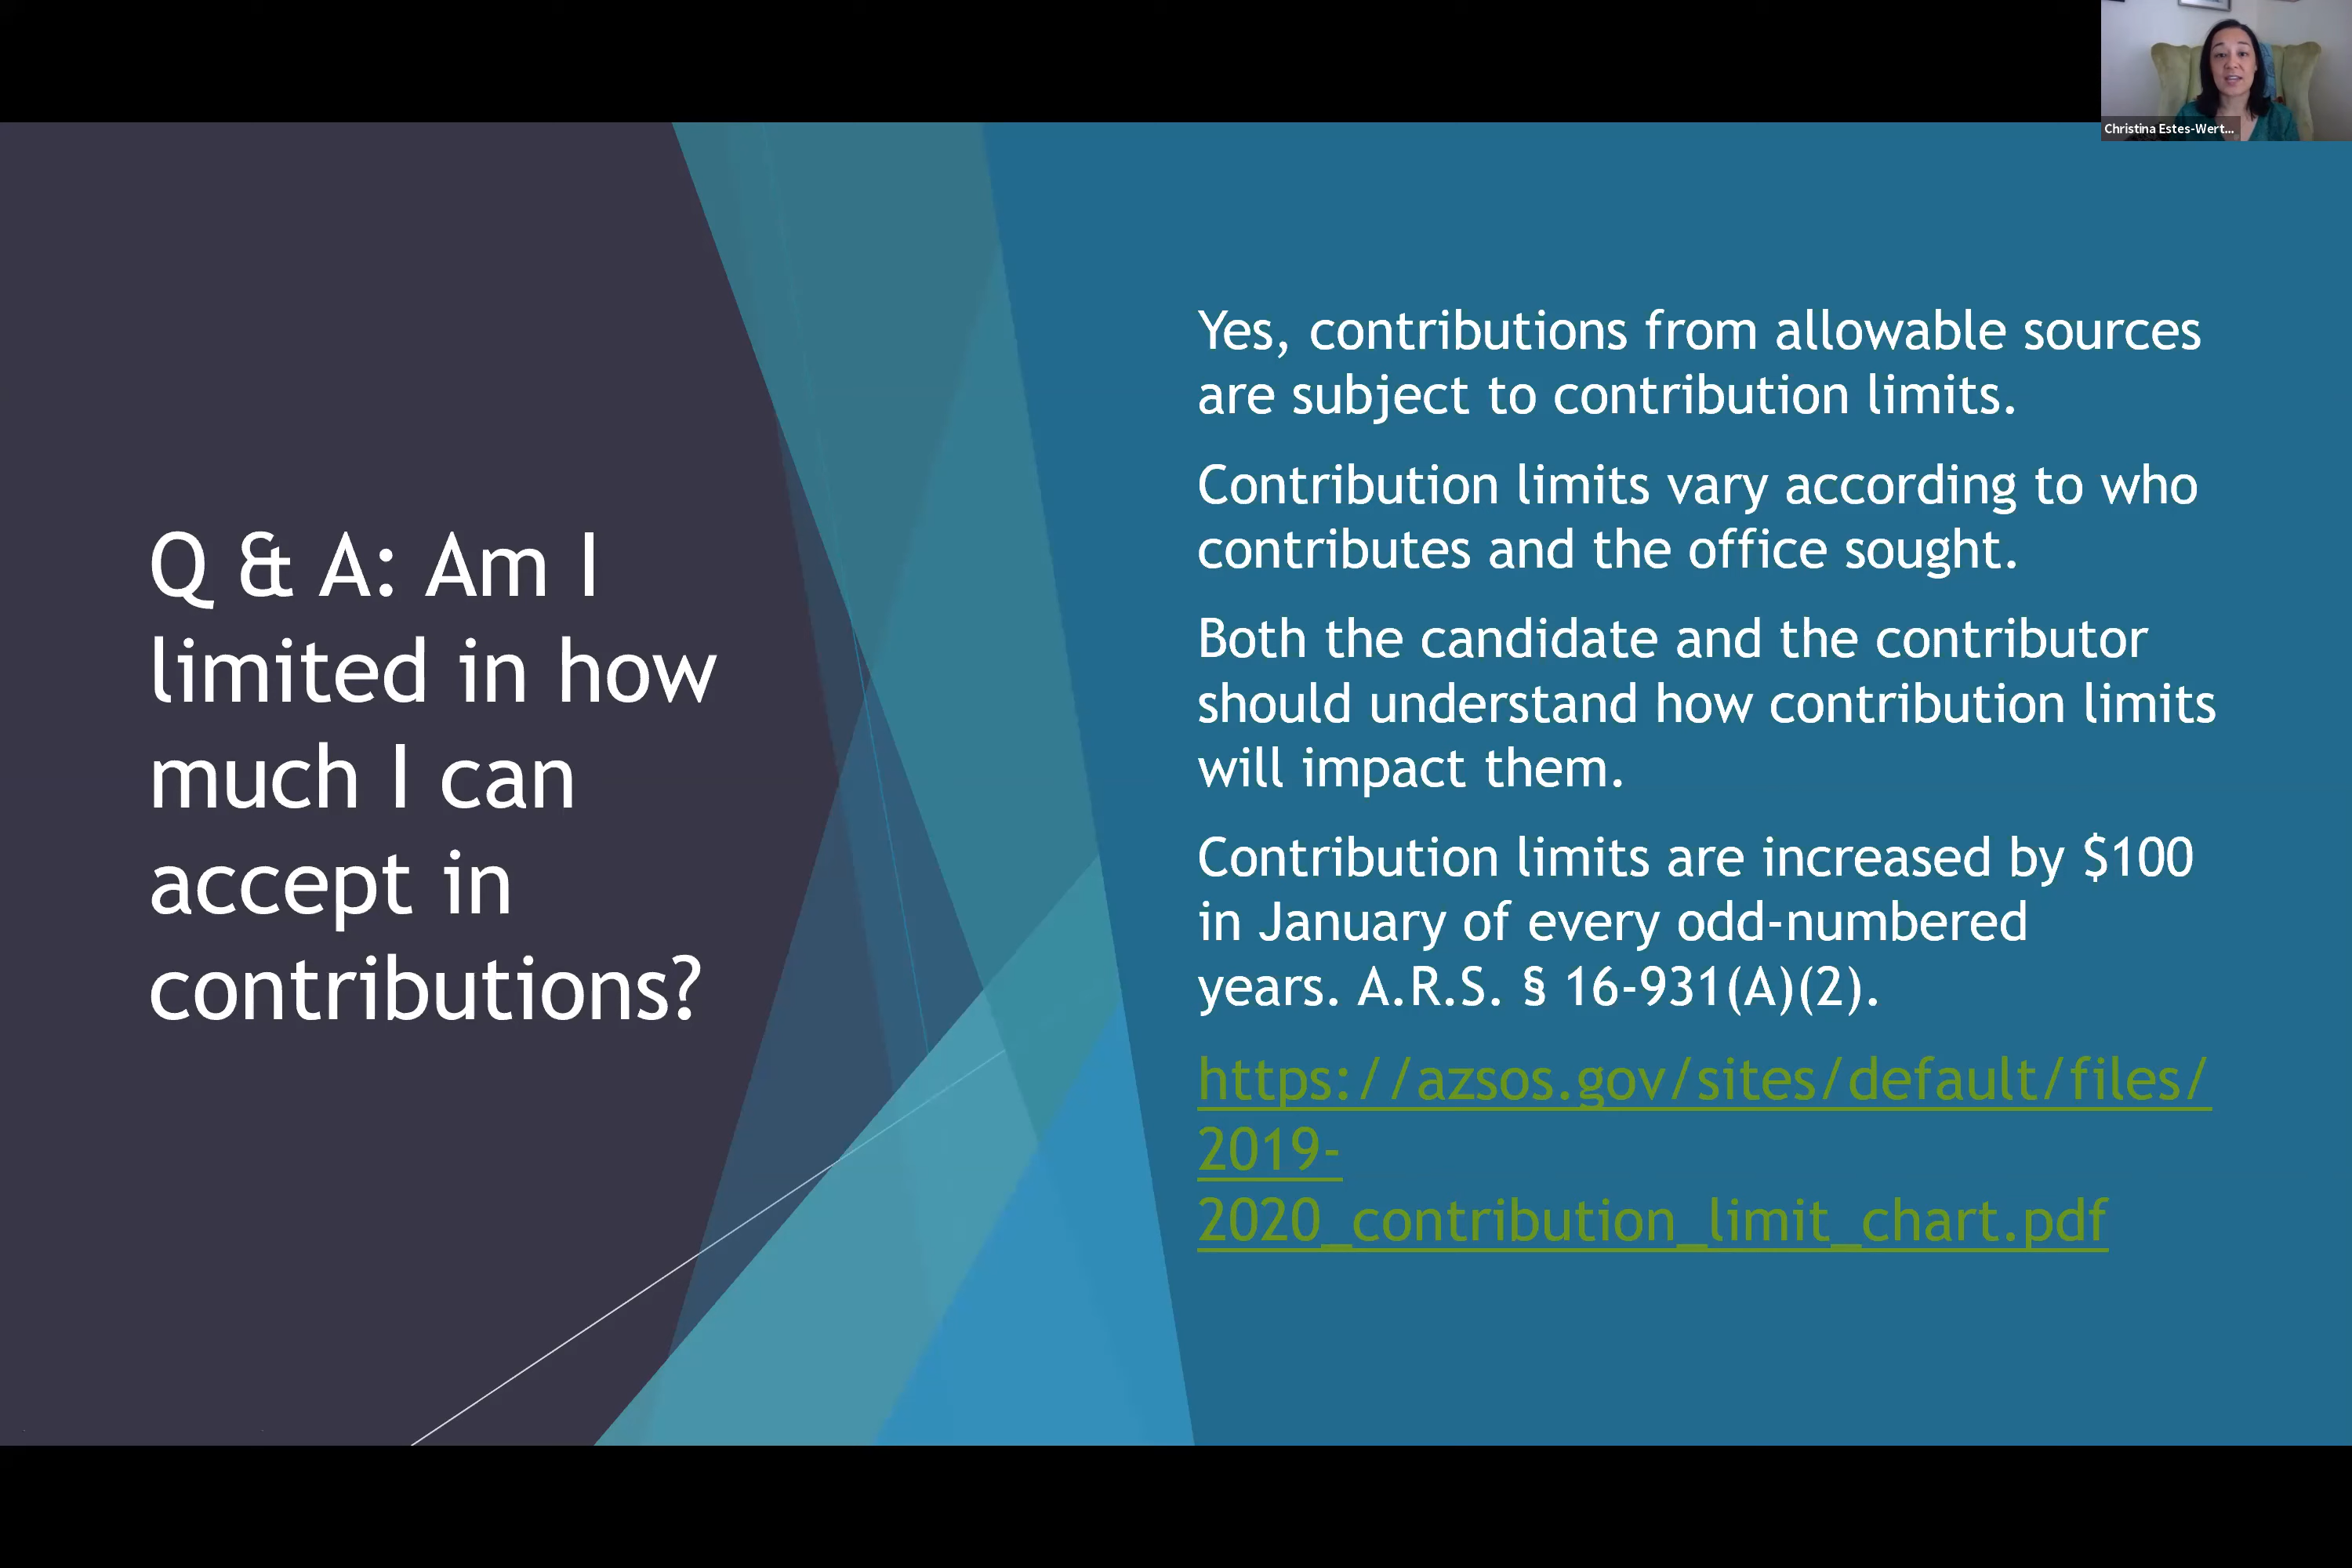 Christina Estes-Wert...
Q & A: Am I
limited in how
much I can
accept in
contributions?
Yes, contributions from allowable sources
are subject to contribution limits.
Contribution limits vary according to who
contributes and the office sought.
Both the candidate and the contributor
should understand how contribution limits
will impact them.
Contribution limits are increased by $100
in January of every odd-numbered
years. A.R.S. § 16-931(A)(2).
https://azsos.gov/sites/default/files/
2019-
2020_contribution_limit_chart.pdf